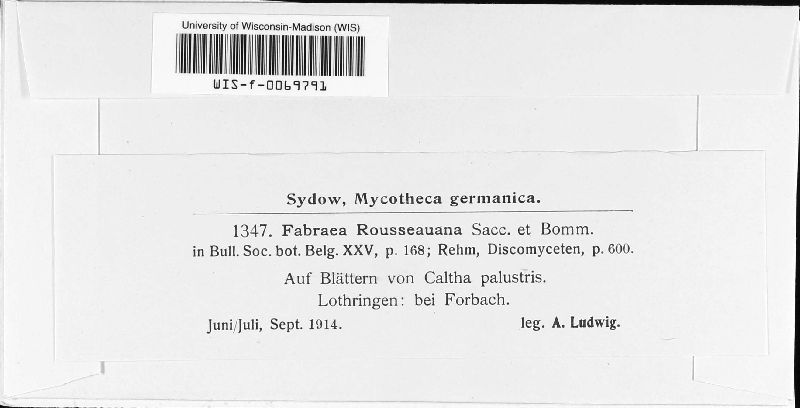 University of Wisconsin-Madison (WIS)
WIS-f-0069791
Sydow, Mycotheca germanica.
1347. Fabraea Rousseauana Sacc. et Bomm.
in Bull. Soc. bot. Belg. XXV, p. 168; Rehm, Discomyceten, p. 600.
Auf Blättern von Caltha palustris.
Lothringen: bei Forbach.
Juni/Juli, Sept. 1914. leg. A. Ludwig.